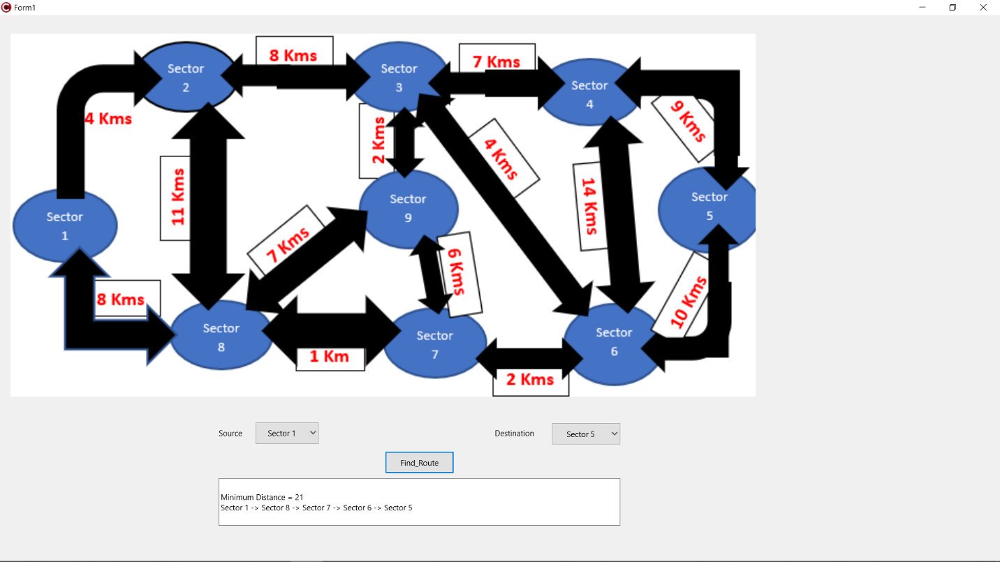 Form1
8 Kms
7 Kms
Sector
2
Sector
3
Sector
4
4 Kms
9 Kms
2 Kms
4 Kms
11 Kms
14 Kms
Sector
9
Sector
5
Sector
1
7 Kms
6 Kms
8 Kms
10 Kms
Sector
8
Sector
7
Sector
6
1 Km
2 Kms
Source
Sector 1
Destination
Sector 5
Find_Route
Minimum Distance = 21
Sector 1 -> Sector 8 -> Sector 7 -> Sector 6 -> Sector 5